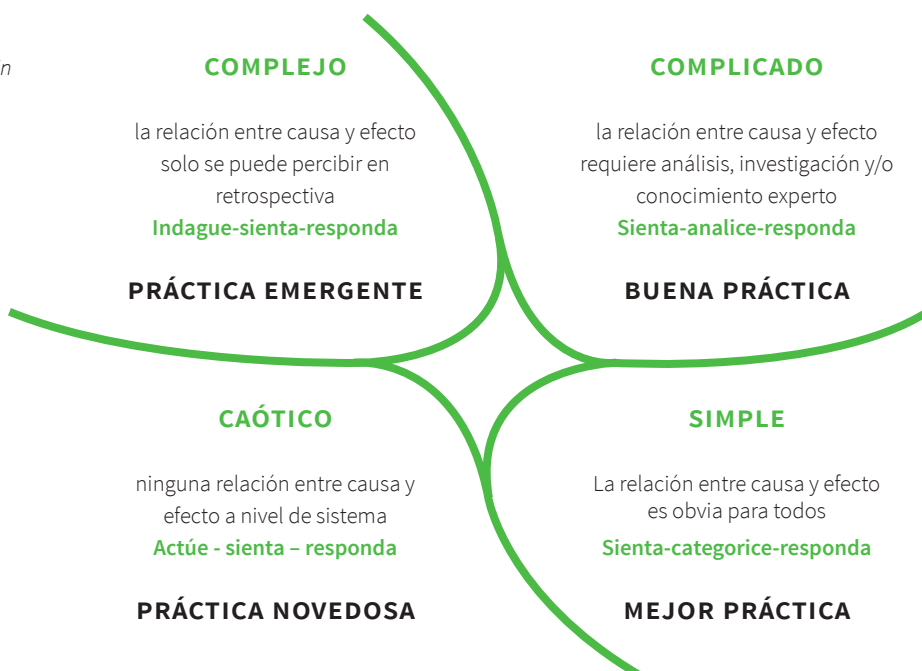 COMPLEJO
la relación entre causa y efecto
solo se puede percibir en
retrospectiva
Indague-sienta-responda
PRÁCTICA EMERGENTE
COMPLICADO
la relación entre causa y efecto
requiere análisis, investigación y/o
conocimiento experto
Sienta-analice-responda
BUENA PRÁCTICA
CAÓTICO
ninguna relación entre causa y
efecto a nivel de sistema
Actúe - sienta – responda
PRÁCTICA NOVEDOSA
SIMPLE
La relación entre causa y efecto
es obvia para todos
Sienta-categorice-responda
MEJOR PRÁCTICA